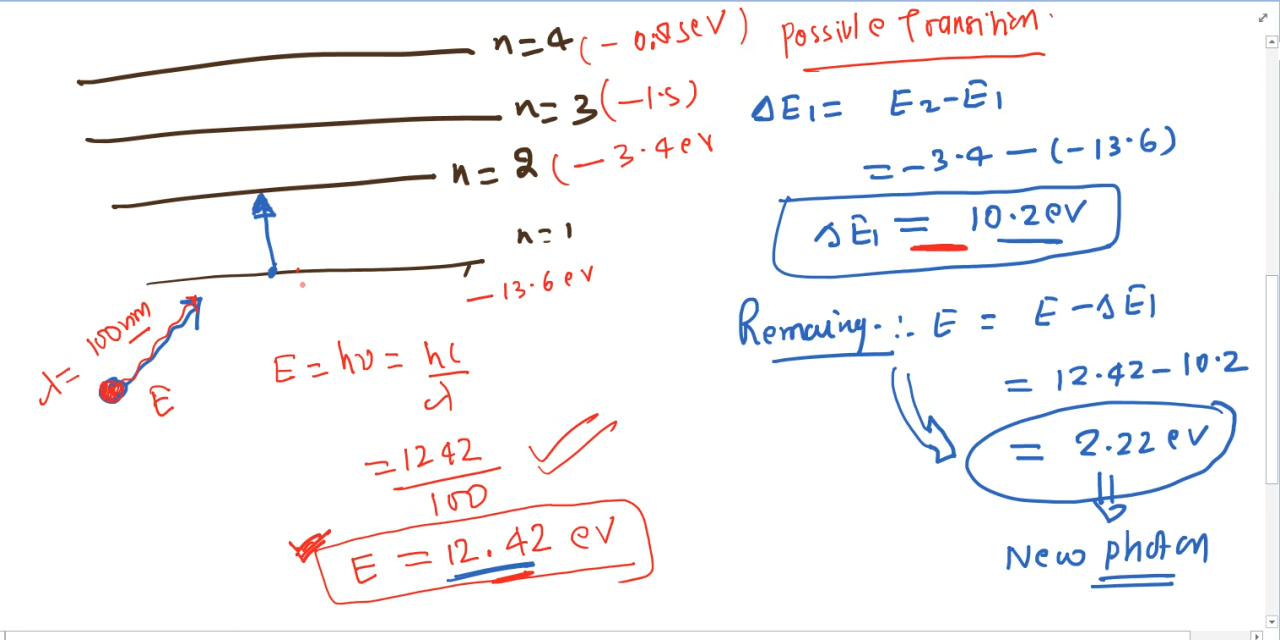 n=4 (-0.85eV)
n=3 (-1.5)
n=2 (-3.4ev
n=1
-13.6 ev
λ= 100nm
E
E = hν = hc/λ
= 1242/100
E = 12.42 eV
Possible Transition.
ΔE1 = E2-E1
= -3.4 - (-13.6)
ΔE1 = 10.2ev
Remaing. ∴ E = E - ΔE1
= 12.42-10.2
= 2.22 ev
New photon